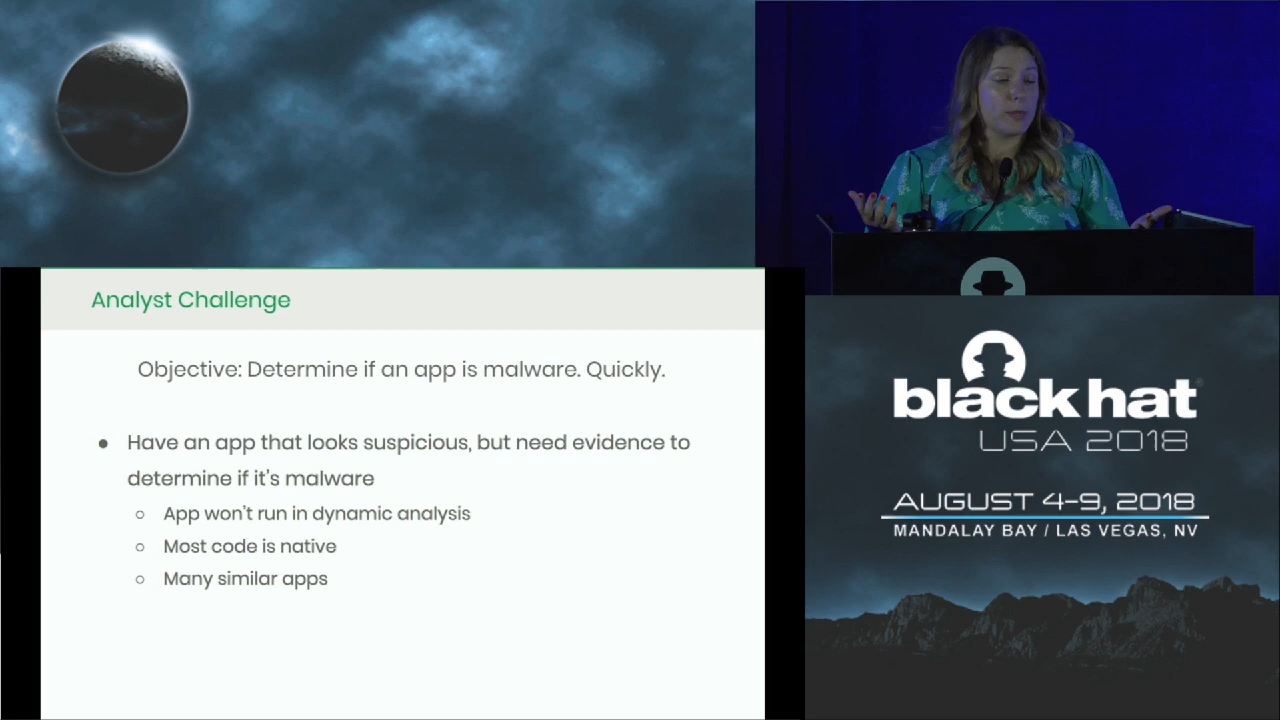 Analyst Challenge
Objective: Determine if an app is malware. Quickly.
● Have an app that looks suspicious, but need evidence to
determine if it's malware
○ App won't run in dynamic analysis
○ Most code is native
○ Many similar apps
black hat
USA 2018
AUGUST 4-9, 2018
MANDALAY BAY / LAS VEGAS, NV